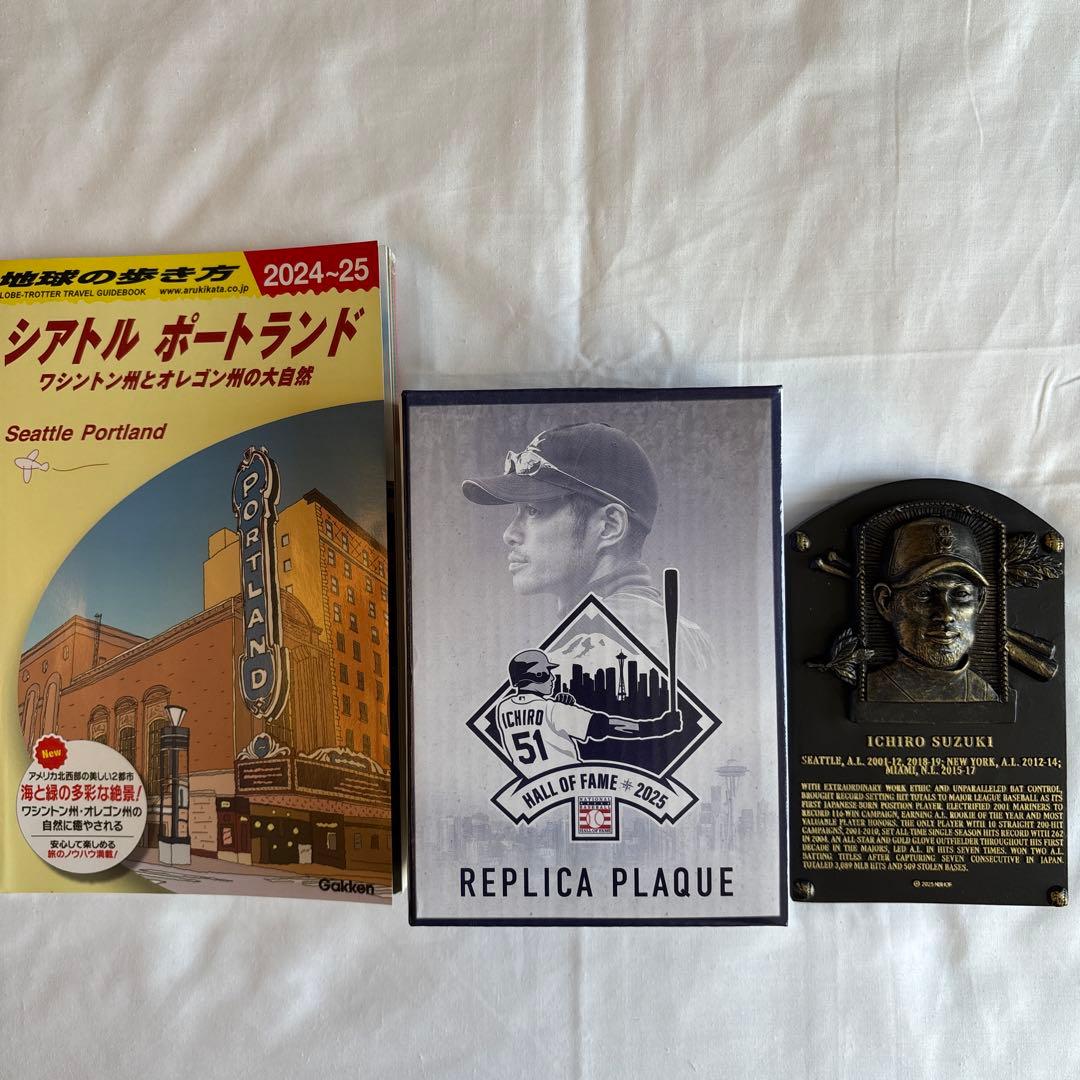 地球の歩き方
2024~25
LOBE-TROTTER TRAVEL GUIDEBOOK www.arukikata.co.jp
シアトル ポートランド
ワシントン州とオレゴン州の大自然
Seattle Portland
PORTLAND
New
アメリカ北西部の美しい2都市
海と緑の多彩な絶景!
ワシントン州・オレゴン州の
自然に癒やされる
安心して楽しめる
旅のノウハウ満載!
Gakken
ICHIRO
51
HALL OF FAME 2025
NATIONAL
BASEBALL
HALL OF FAME
REPLICA PLAQUE
ICHIRO SUZUKI
SEATTLE, A.L. 2001-12, 2018-19; NEW YORK, A.L. 2012-14;
MIAMI, N.L. 2015-17
WITH EXTRAORDINARY WORK ETHIC AND UNPARALLELED BAT CONTROL,
BROUGHT RECORD-SETTING HIT TOTALS TO MAJOR LEAGUE BASEBALL AS ITS
FIRST JAPANESE-BORN POSITION PLAYER. ELECTRIFIED 2001 MARINERS TO
RECORD 116-WIN CAMPAIGN, EARNING A.L. ROOKIE OF THE YEAR AND MOST
VALUABLE PLAYER HONORS. THE ONLY PLAYER WITH 10 STRAIGHT 200-HIT
CAMPAIGNS, 2001-2010, SET ALL-TIME SINGLE-SEASON HITS RECORD WITH 262
IN 2004. AN ALL-STAR AND GOLD GLOVE OUTFIELDER THROUGHOUT HIS FIRST
DECADE IN THE MAJORS, LED A.L. IN HITS SEVEN TIMES. WON TWO A.L.
BATTING TITLES AFTER CAPTURING SEVEN CONSECUTIVE IN JAPAN.
TOTALED 3,089 MLB HITS AND 509 STOLEN BASES.
© 2025 NBHOF